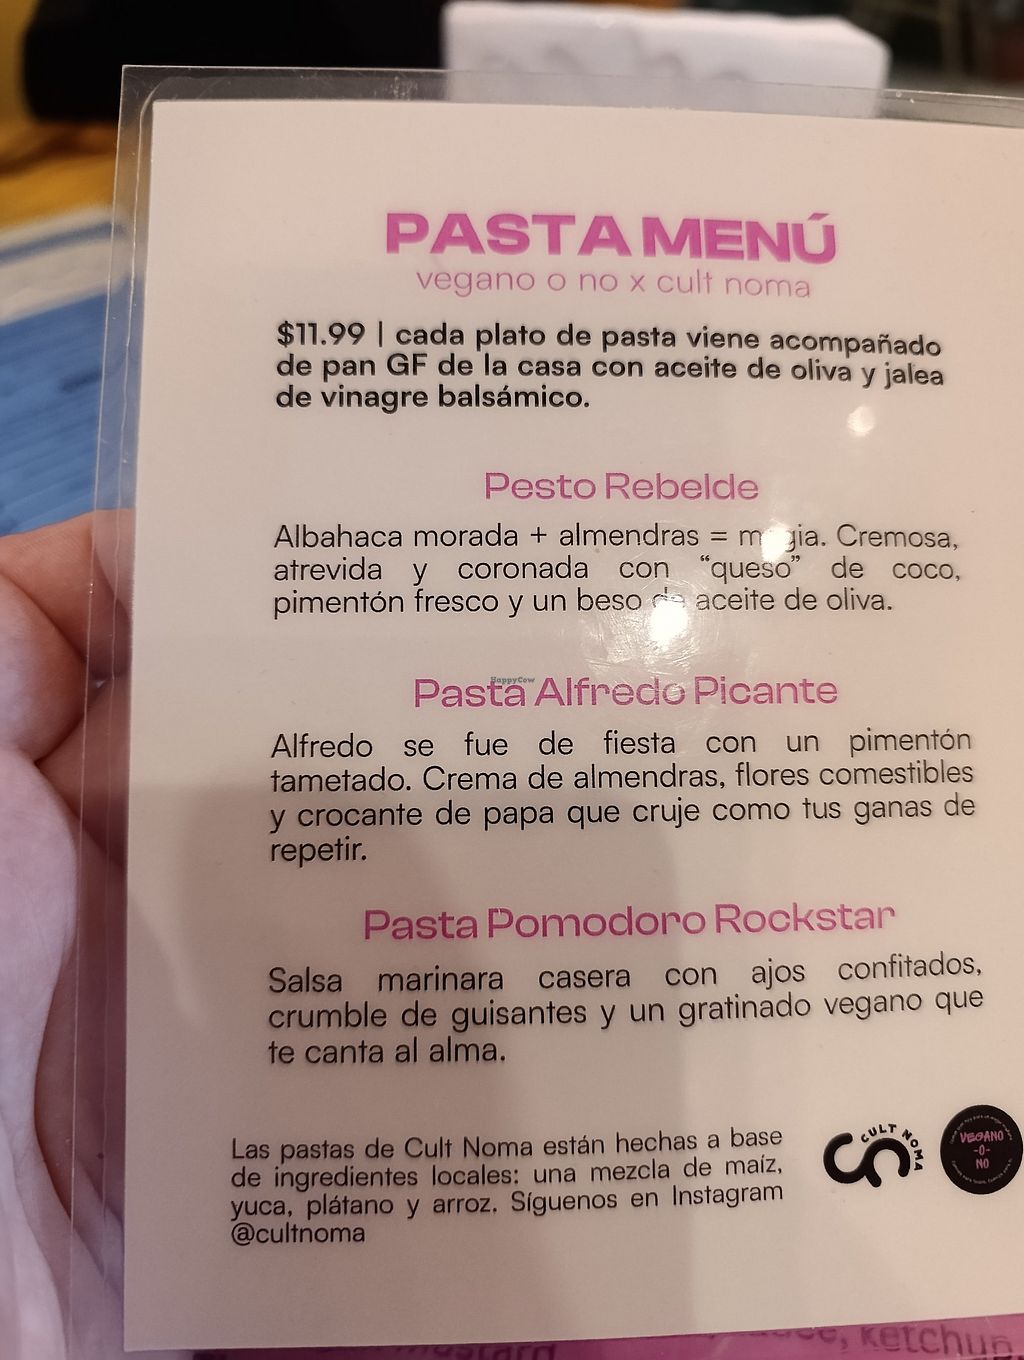 PASTA MENÚ
vegano o no x cult noma
$11.99 | cada plato de pasta viene acompañado
de pan GF de la casa con aceite de oliva y jalea
de vinagre balsámico.
Pesto Rebelde
Albahaca morada + almendras = magia. Cremosa,
atrevida y coronada con “queso” de coco,
pimentón fresco y un beso de aceite de oliva.
HappyCow
Pasta Alfredo Picante
Alfredo se fue de fiesta con un pimentón
tametado. Crema de almendras, flores comestibles
y crocante de papa que cruje como tus ganas de
repetir.
Pasta Pomodoro Rockstar
Salsa marinara casera con ajos confitados,
crumble de guisantes y un gratinado vegano que
te canta al alma.
Las pastas de Cult Noma están hechas a base
de ingredientes locales: una mezcla de maíz,
yuca, plátano y arroz. Síguenos en Instagram
@cultnoma
CULT NOMA
VEGANO
-O-
NO
ketchup,